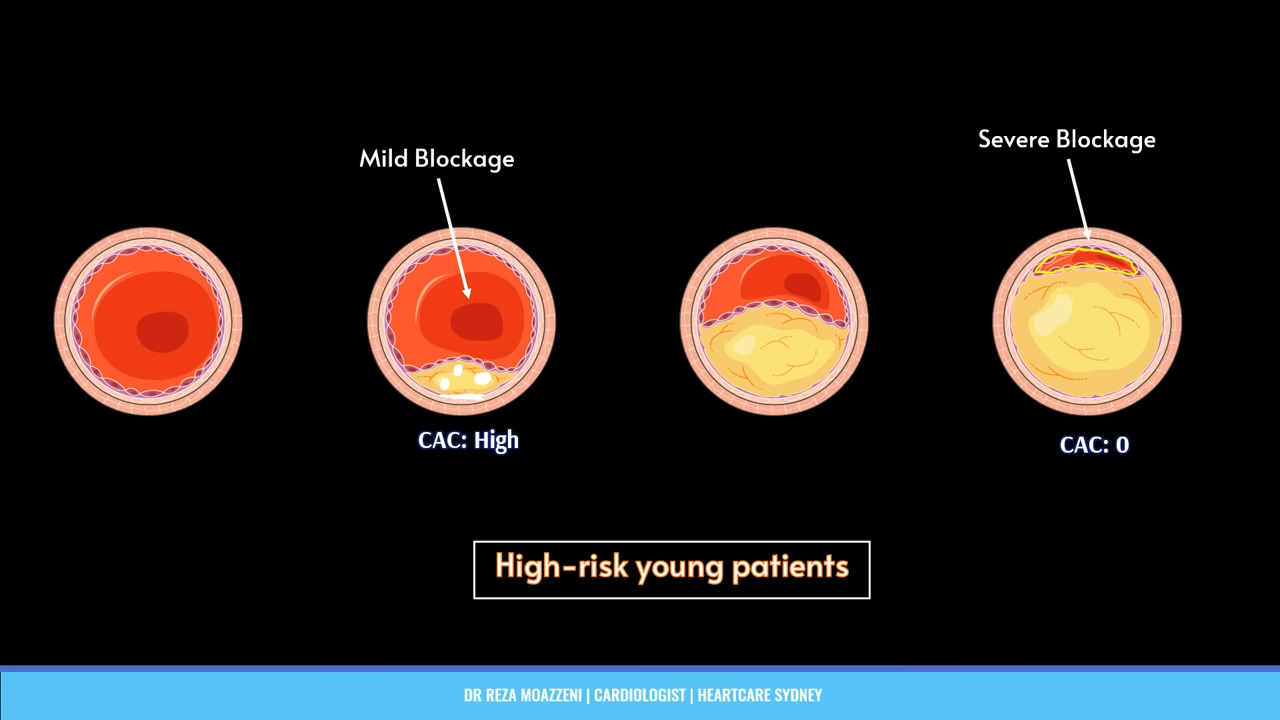 Severe Blockage
Mild Blockage
CAC: High
CAC: 0
High-risk young patients
DR REZA MOAZZENI | CARDIOLOGIST | HEARTCARE SYDNEY